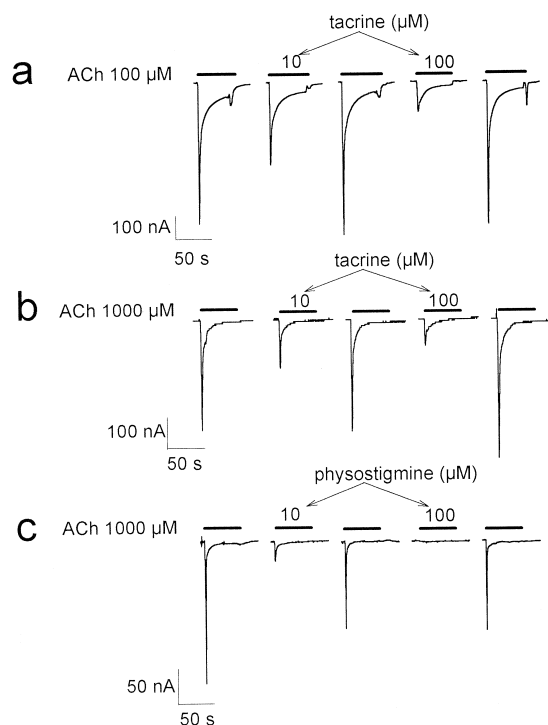 tacrine (µM)
a
10
100
ACh 100 µM
100 nA
50 s
tacrine (µM)
b
10
100
ACh 1000 µM
100 nA
50 s
physostigmine (µM)
c
10
100
ACh 1000 µM
50 nA
50 s